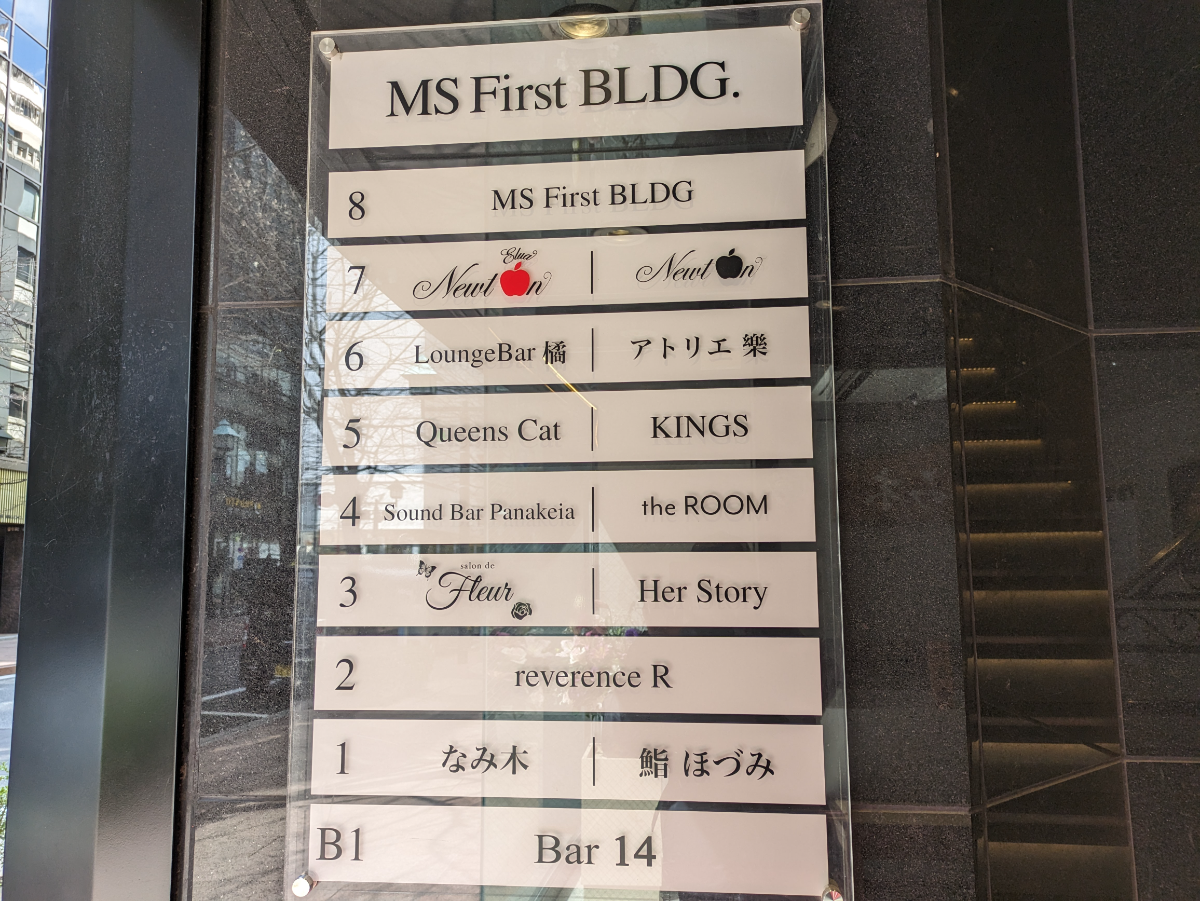 MS First BLDG.
8 MS First BLDG
7 Elua Newton Newton
6 LoungeBar 橘 アトリエ 樂
5 Queens Cat KINGS
4 Sound Bar Panakeia the ROOM
3 salon de Fleur Her Story
2 reverence R
1 なみ木 鮨 ほづみ
B1 Bar 14